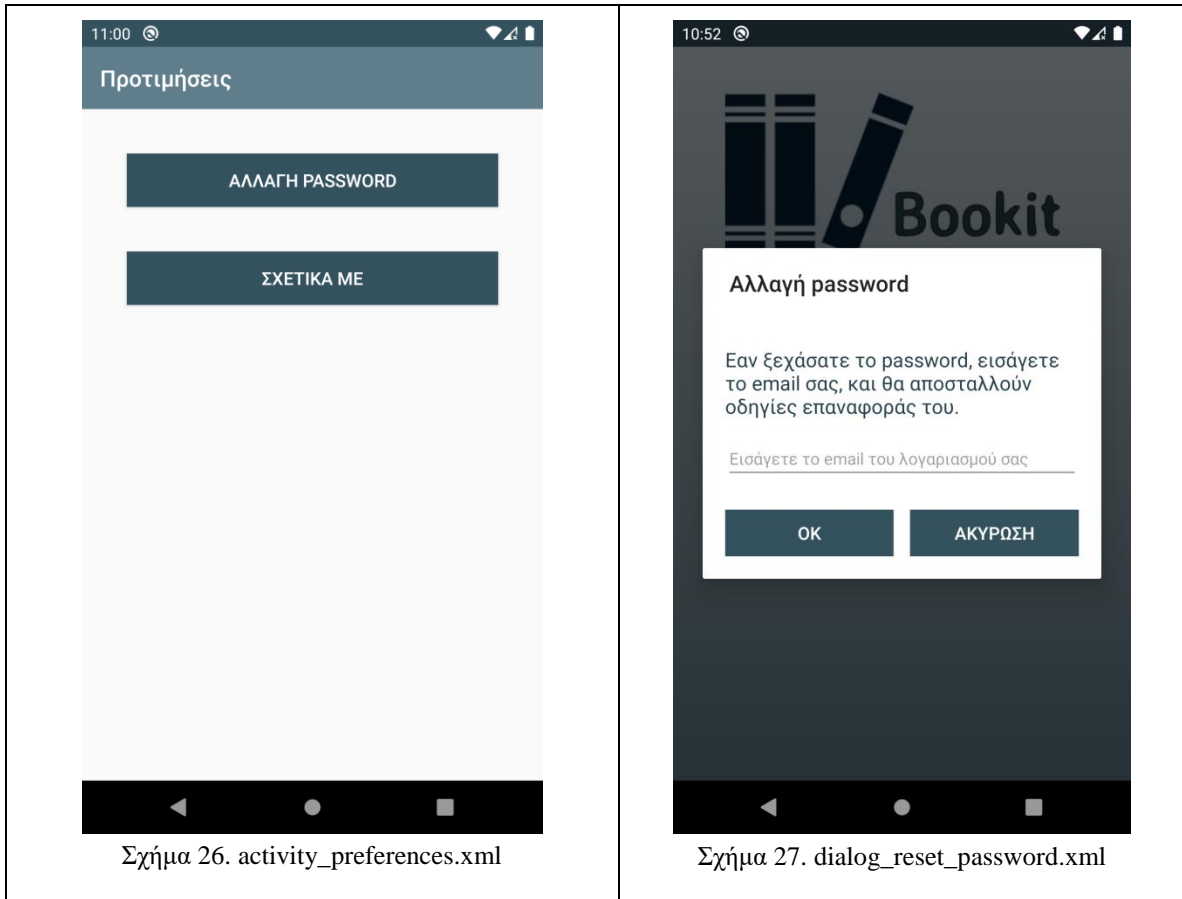 11:00
Προτιμήσεις
ΑΛΛΑΓΗ PASSWORD
ΣΧΕΤΙΚΑ ΜΕ
Σχήμα 26. activity_preferences.xml
10:52
Bookit
Αλλαγή password
Εαν ξεχάσατε το password, εισάγετε
το email σας, και θα αποσταλλούν
οδηγίες επαναφοράς του.
Εισάγετε το email του λογαριασμού σας
ΟΚ
ΑΚΥΡΩΣΗ
Σχήμα 27. dialog_reset_password.xml